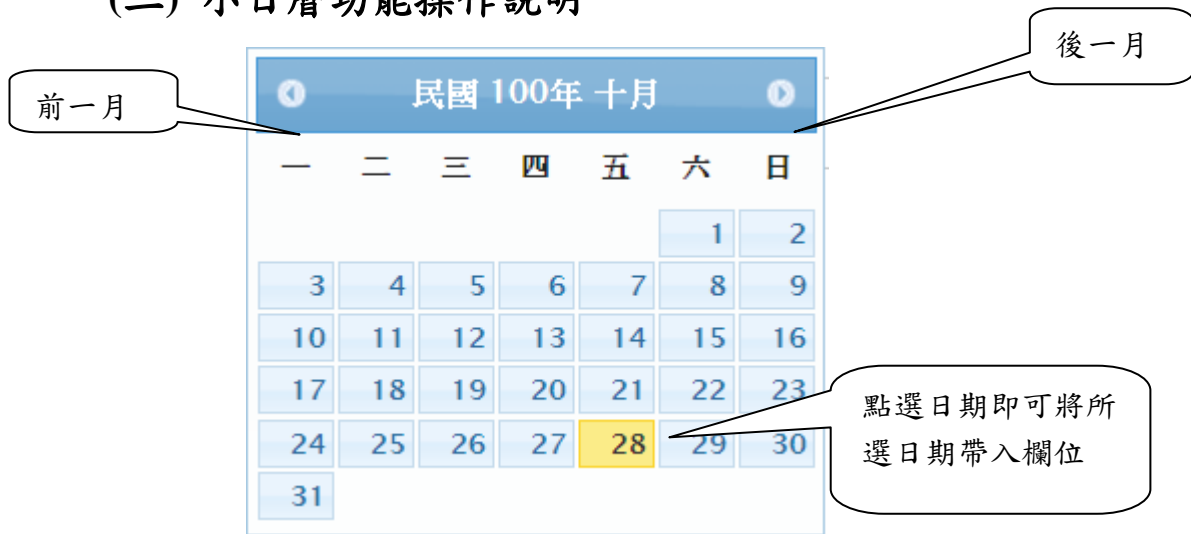 (二) 小日曆功能操作說明
後一月
前一月
民國 100年 十月
一 二 三 四 五 六 日
1 2
3 4 5 6 7 8 9
10 11 12 13 14 15 16
17 18 19 20 21 22 23
24 25 26 27 28 29 30
31
點選日期即可將所
選日期帶入欄位